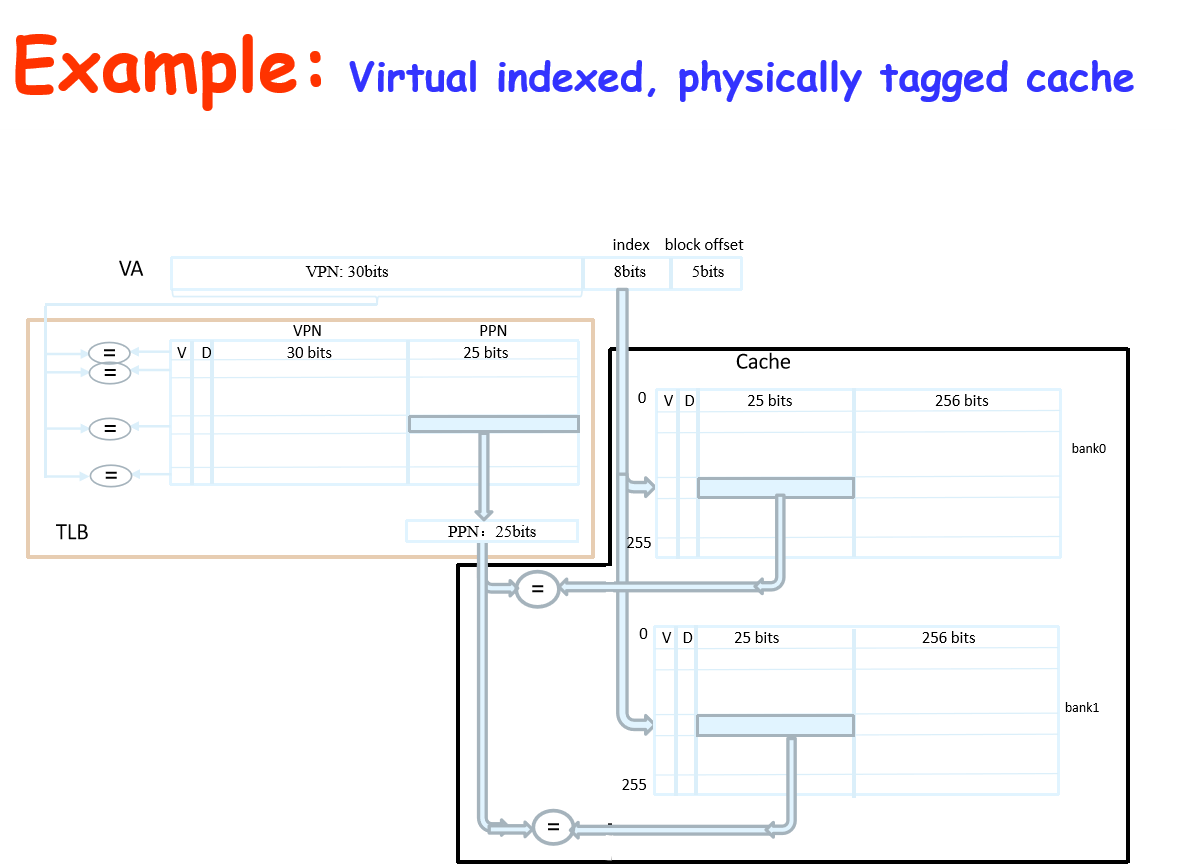 Example: Virtual indexed, physically tagged cache
index block offset
VA VPN: 30bits 8bits 5bits
VPN PPN
V D 30 bits 25 bits
=
=
=
=
TLB
PPN：25bits
Cache
0 V D 25 bits 256 bits
bank0
255
=
0 V D 25 bits 256 bits
bank1
255
=